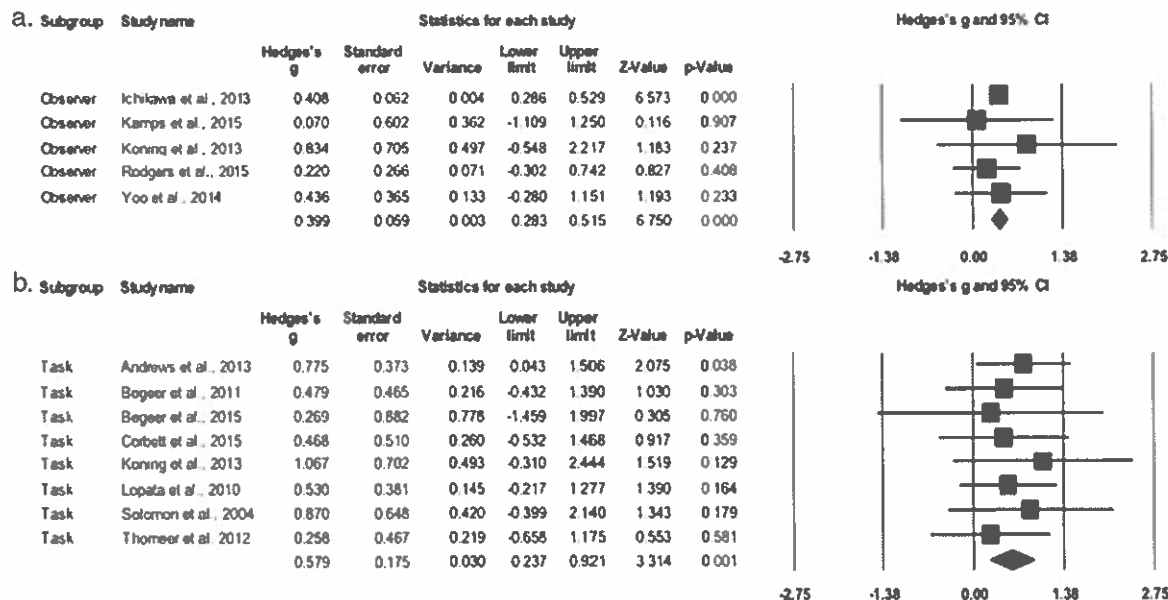 a. Subgroup Study name Statistics for each study Hedges's g and 95% CI
Hedges's g Standard error Variance Lower limit Upper limit Z-Value p-Value
Observer Ichikawa et al., 2013 0.408 0.062 0.004 0.286 0.529 6.573 0.000
Observer Kamps et al., 2015 0.070 0.602 0.362 -1.109 1.250 0.116 0.907
Observer Koning et al., 2013 0.834 0.705 0.497 -0.548 2.217 1.183 0.237
Observer Rodgers et al., 2015 0.220 0.266 0.071 -0.302 0.742 0.827 0.408
Observer Yoo et al., 2014 0.436 0.365 0.133 -0.280 1.151 1.193 0.233
0.399 0.059 0.003 0.283 0.515 6.750 0.000
-2.75 -1.38 0.00 1.38 2.75
b. Subgroup Study name Statistics for each study Hedges's g and 95% CI
Hedges's g Standard error Variance Lower limit Upper limit Z-Value p-Value
Task Andrews et al., 2013 0.775 0.373 0.139 0.043 1.506 2.075 0.038
Task Begeer et al., 2011 0.479 0.465 0.216 -0.432 1.390 1.030 0.303
Task Begeer et al., 2015 0.269 0.882 0.778 -1.459 1.997 0.305 0.760
Task Corbett et al., 2015 0.468 0.510 0.260 -0.532 1.468 0.917 0.359
Task Koning et al., 2013 1.067 0.702 0.493 -0.310 2.444 1.519 0.129
Task Lopata et al., 2010 0.530 0.381 0.145 -0.217 1.277 1.390 0.164
Task Solomon et al., 2004 0.870 0.648 0.420 -0.399 2.140 1.343 0.179
Task Thomeer et al. 2012 0.258 0.467 0.219 -0.658 1.175 0.553 0.581
0.579 0.175 0.030 0.237 0.921 3.314 0.001
-2.75 -1.38 0.00 1.38 2.75